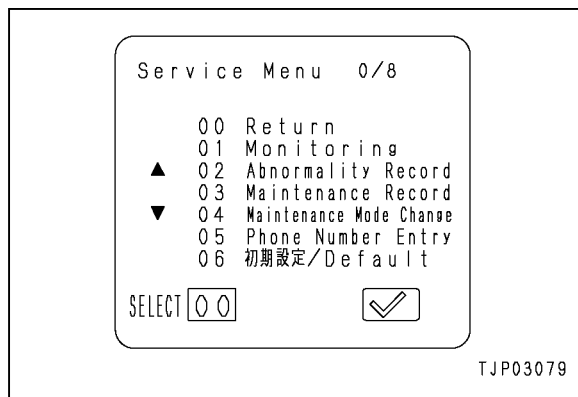 Service Menu 0/8
00 Return
01 Monitoring
▲ 02 Abnormality Record
03 Maintenance Record
▼ 04 Maintenance Mode Change
05 Phone Number Entry
06 初期設定/Default
SELECT 00
TJP03079